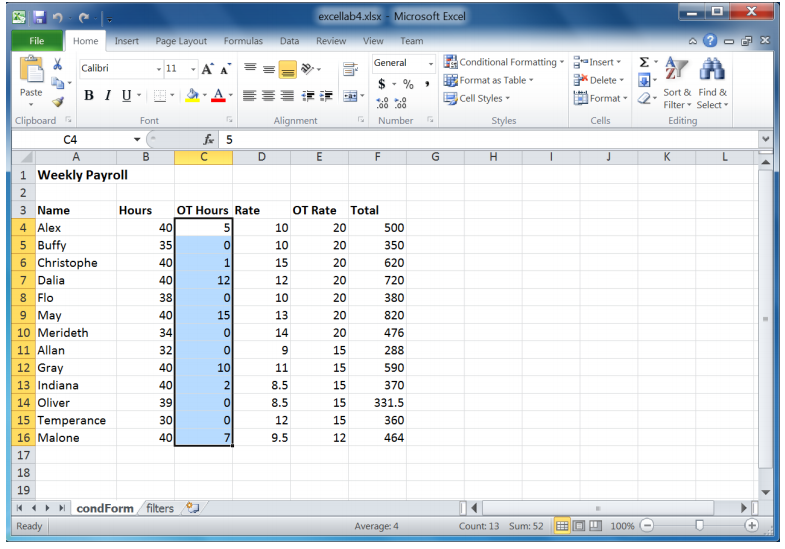 excellab4.xlsx - Microsoft Excel
File Home Insert Page Layout Formulas Data Review View Team
Paste
Calibri 11 A A
B I U A
General
$ % ,
.00 .00
Conditional Formatting
Format as Table
Cell Styles
Insert
Delete
Format
Σ
Sort & Filter
Find & Select
Clipboard Font Alignment Number Styles Cells Editing
C4 fx 5
A B C D E F G H I J K L
1 Weekly Payroll
2
3 Name Hours OT Hours Rate OT Rate Total
4 Alex 40 5 10 20 500
5 Buffy 35 0 10 20 350
6 Christophe 40 1 15 20 620
7 Dalia 40 12 12 20 720
8 Flo 38 0 10 20 380
9 May 40 15 13 20 820
10 Merideth 34 0 14 20 476
11 Allan 32 0 9 15 288
12 Gray 40 10 11 15 590
13 Indiana 40 2 8.5 15 370
14 Oliver 39 0 8.5 15 331.5
15 Temperance 30 0 12 15 360
16 Malone 40 7 9.5 12 464
17
18
19
condForm filters
Ready Average: 4 Count: 13 Sum: 52 100%